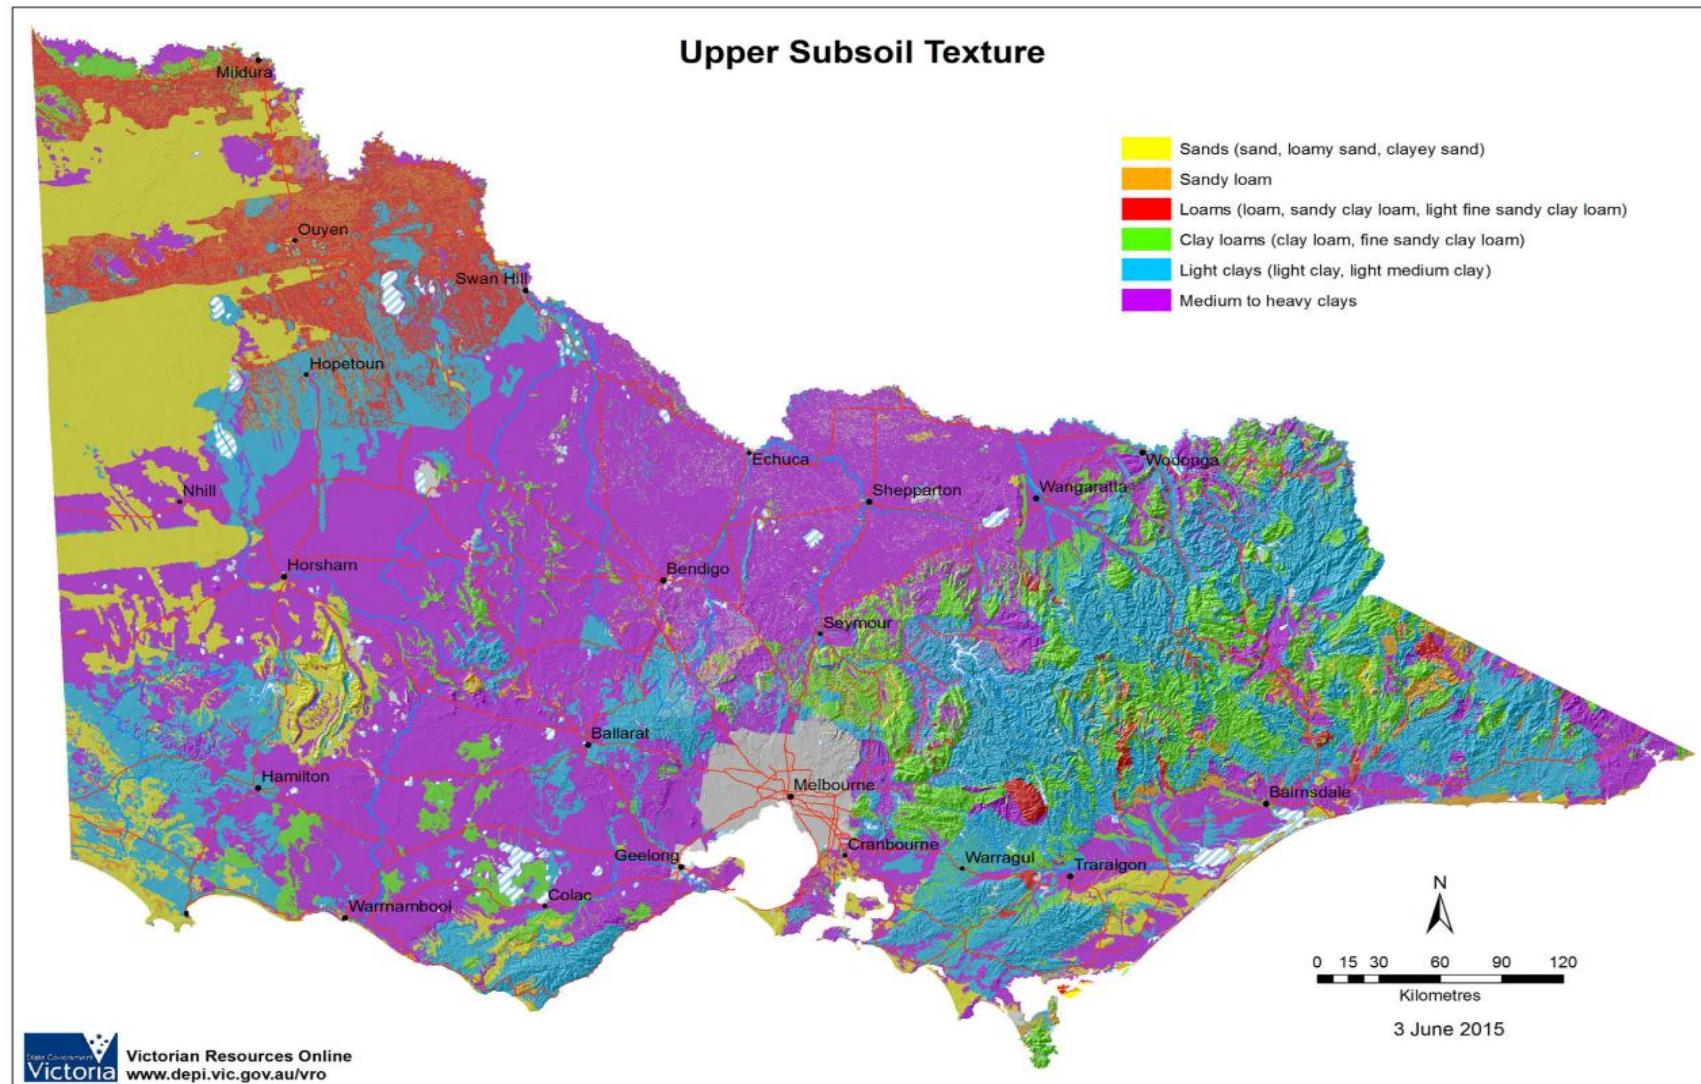 Upper Subsoil Texture
Sands (sand, loamy sand, clayey sand)
Sandy loam
Loams (loam, sandy clay loam, light fine sandy clay loam)
Clay loams (clay loam, fine sandy clay loam)
Light clays (light clay, light medium clay)
Medium to heavy clays
Mildura
Ouyen
Swan Hill
Hopetoun
Echuca
Wodonga
Nhill
Shepparton
Wangaratta
Horsham
Bendigo
Seymour
Ballarat
Hamilton
Melbourne
Bairnsdale
Geelong
Cranbourne
Warragul
Traralgon
Colac
Warrnambool
N
0 15 30 60 90 120
Kilometres
3 June 2015
State Government
Victoria
Victorian Resources Online
www.depi.vic.gov.au/vro